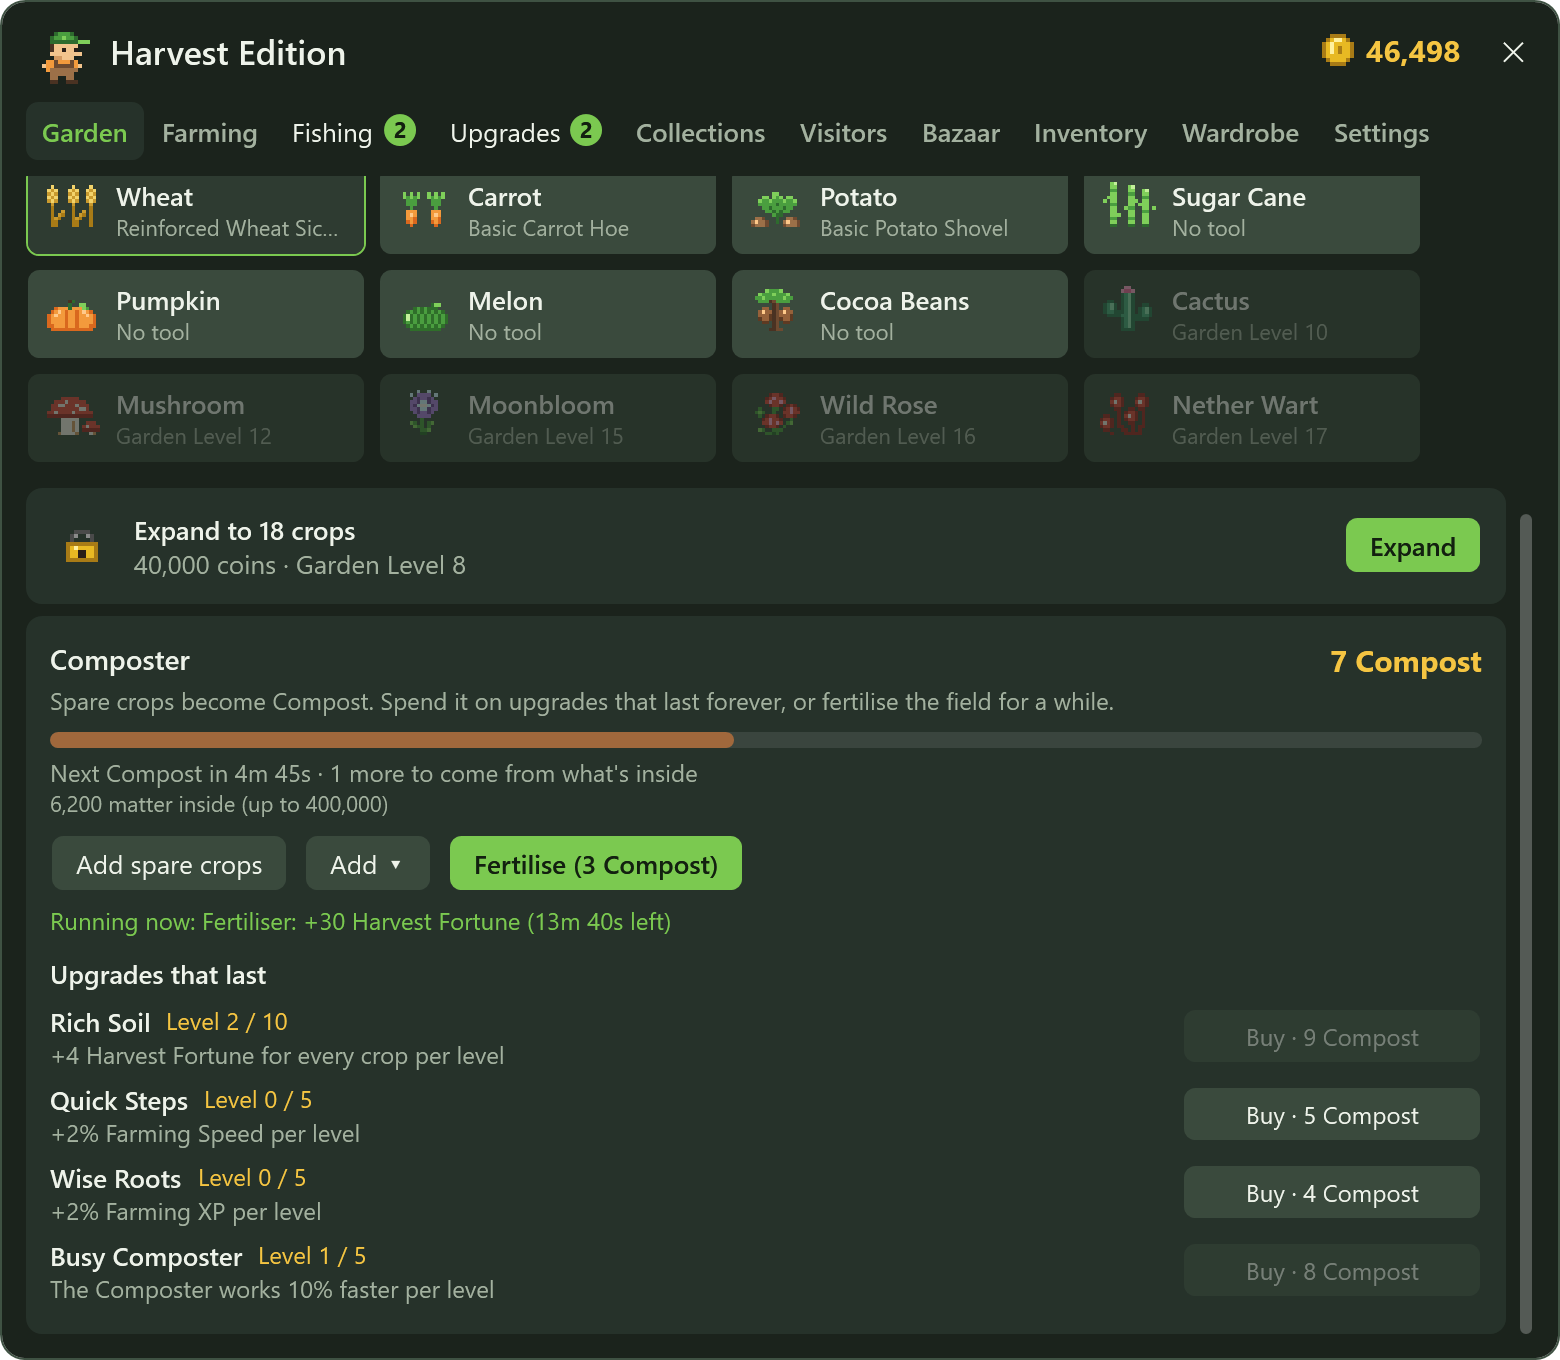 Harvest Edition
46,498
Garden Farming Fishing 2 Upgrades 2 Collections Visitors Bazaar Inventory Wardrobe Settings
Wheat
Reinforced Wheat Sic...
Carrot
Basic Carrot Hoe
Potato
Basic Potato Shovel
Sugar Cane
No tool
Pumpkin
No tool
Melon
No tool
Cocoa Beans
No tool
Cactus
Garden Level 10
Mushroom
Garden Level 12
Moonbloom
Garden Level 15
Wild Rose
Garden Level 16
Nether Wart
Garden Level 17
Expand to 18 crops
40,000 coins · Garden Level 8
Expand
Composter
7 Compost
Spare crops become Compost. Spend it on upgrades that last forever, or fertilise the field for a while.
Next Compost in 4m 45s · 1 more to come from what's inside
6,200 matter inside (up to 400,000)
Add spare crops
Add ▾
Fertilise (3 Compost)
Running now: Fertiliser: +30 Harvest Fortune (13m 40s left)
Upgrades that last
Rich Soil Level 2 / 10
+4 Harvest Fortune for every crop per level
Buy · 9 Compost
Quick Steps Level 0 / 5
+2% Farming Speed per level
Buy · 5 Compost
Wise Roots Level 0 / 5
+2% Farming XP per level
Buy · 4 Compost
Busy Composter Level 1 / 5
The Composter works 10% faster per level
Buy · 8 Compost